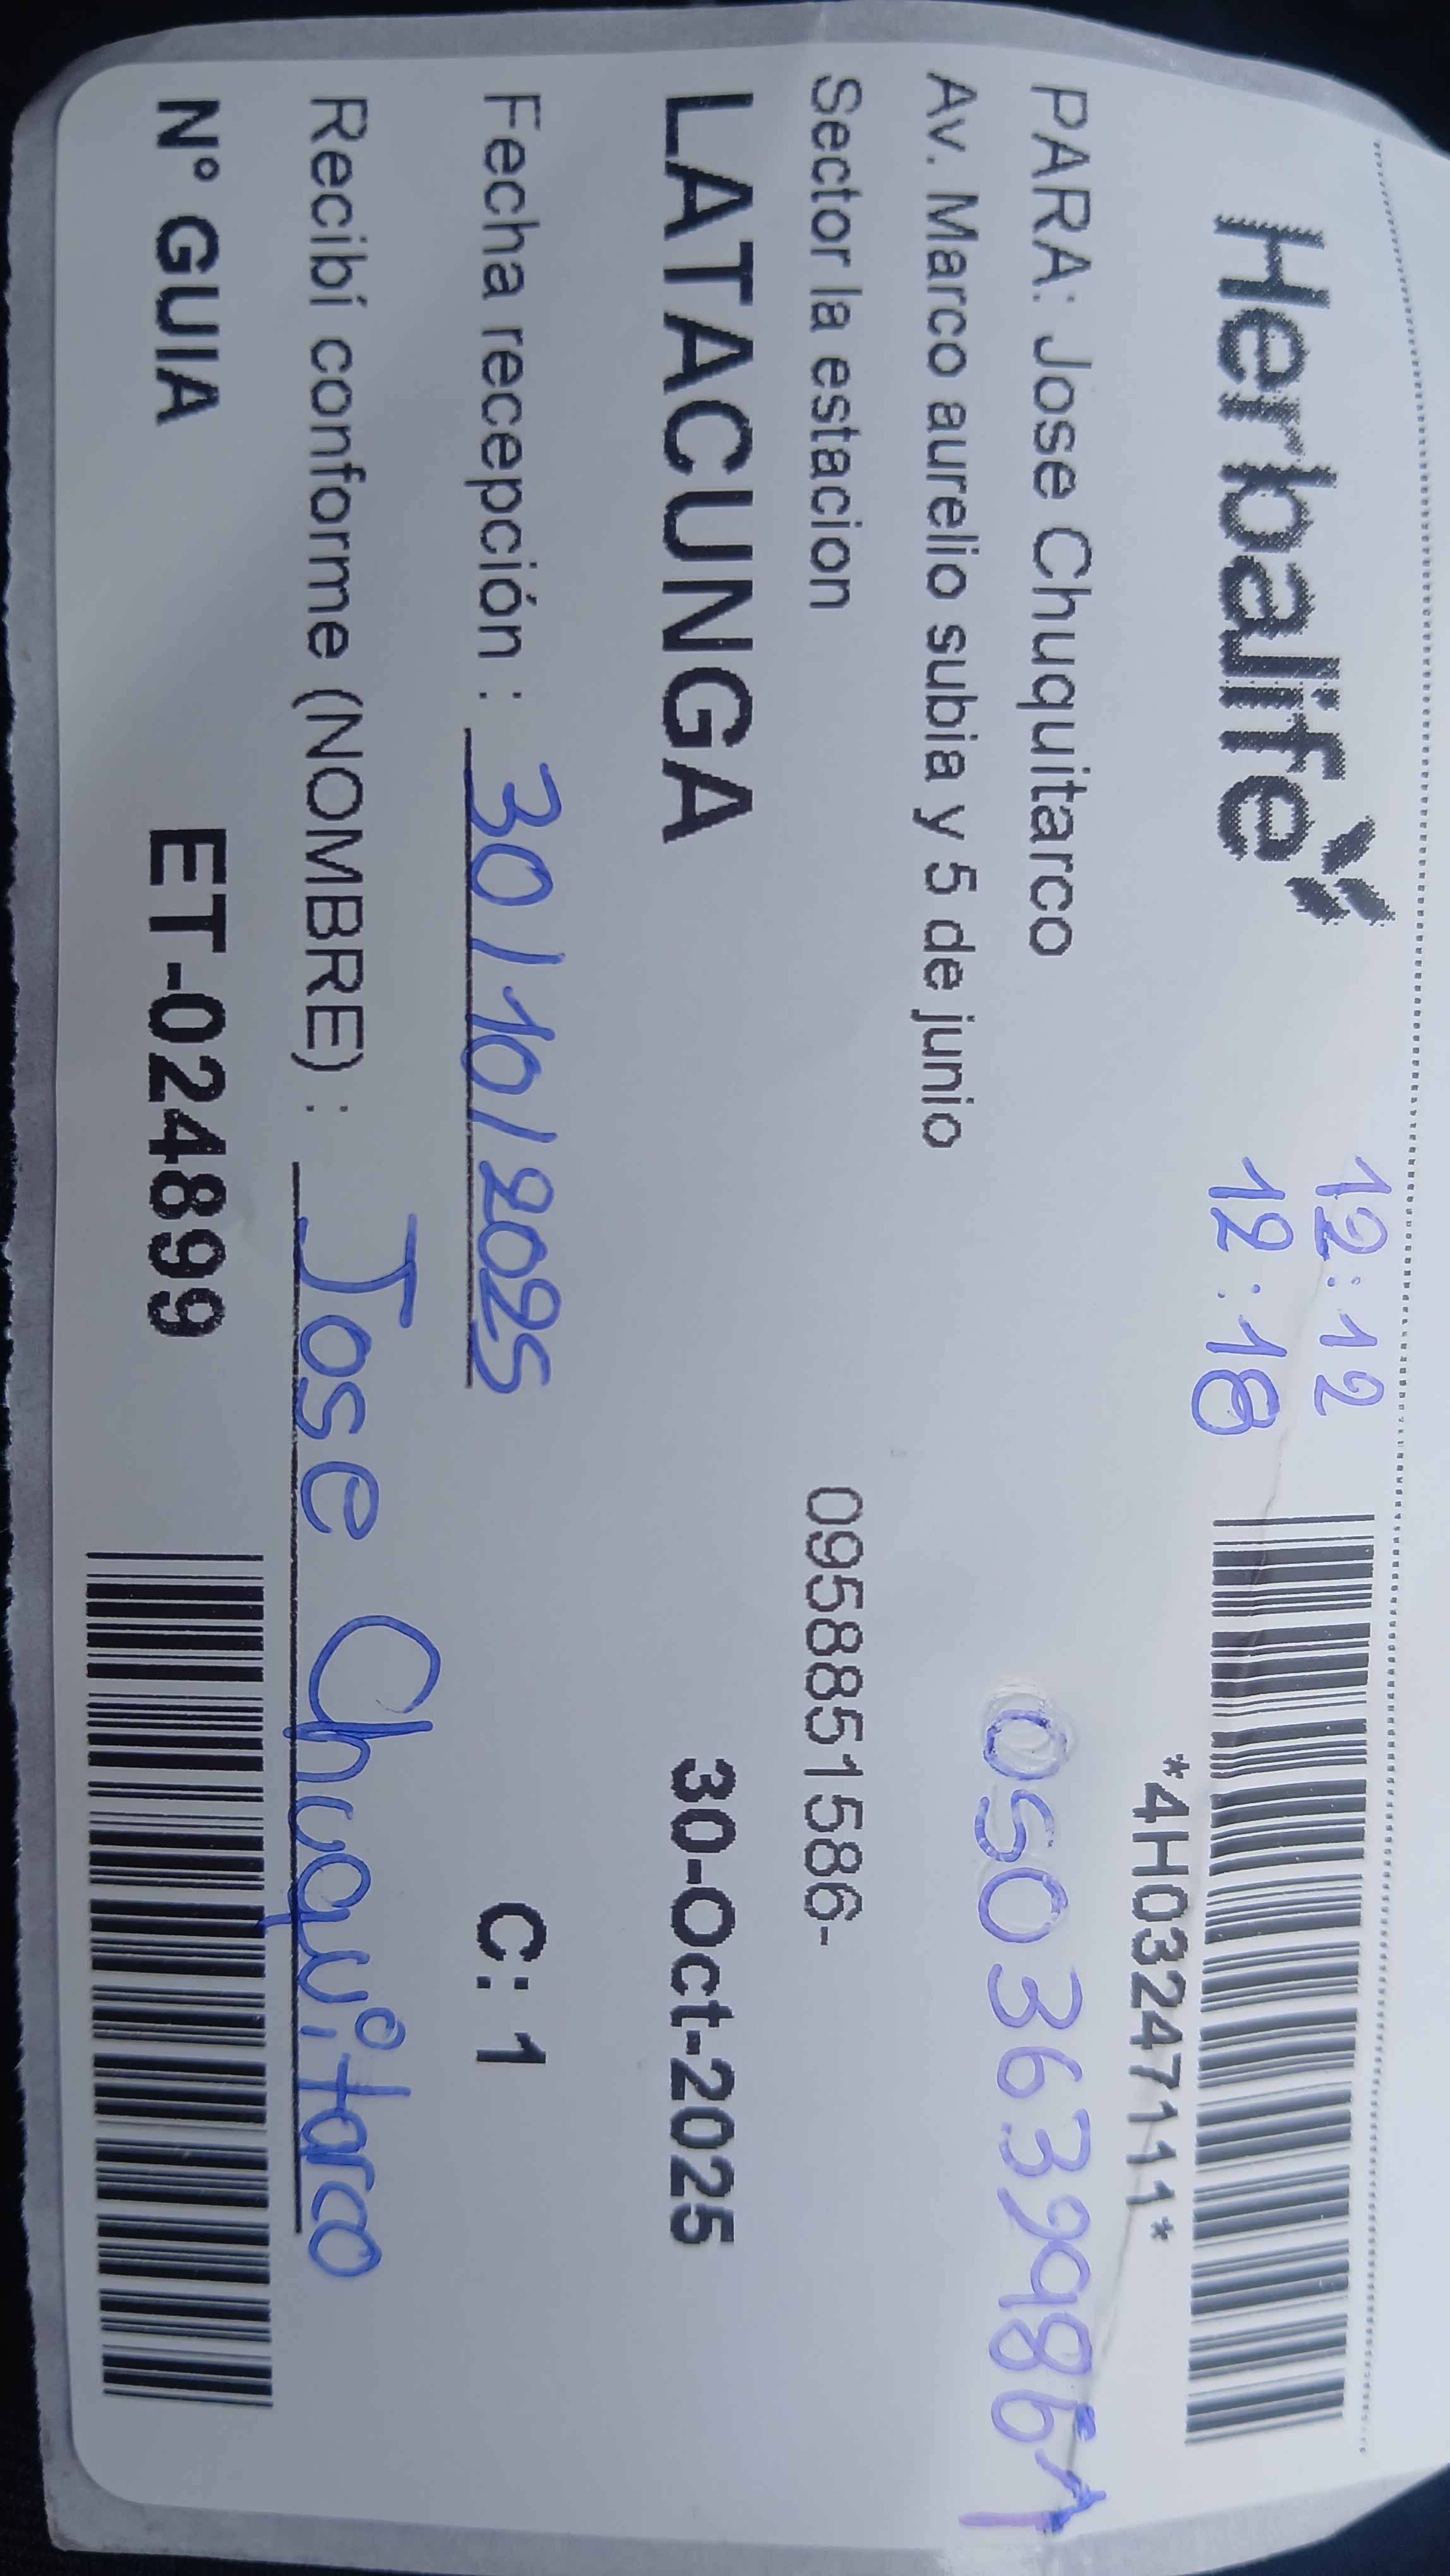 Herbalife
12:12
12:18
*4H03247111*
PARA: Jose Chuquitarco
Av. Marco aurelio subia y 5 de junio
Sector la estacion 0958851586-
LATACUNGA 30-Oct-2025
Fecha recepción : 30/10/2025 C: 1
Recibí conforme (NOMBRE) : Jose Chuquitarco
N° GUIA ET-024899